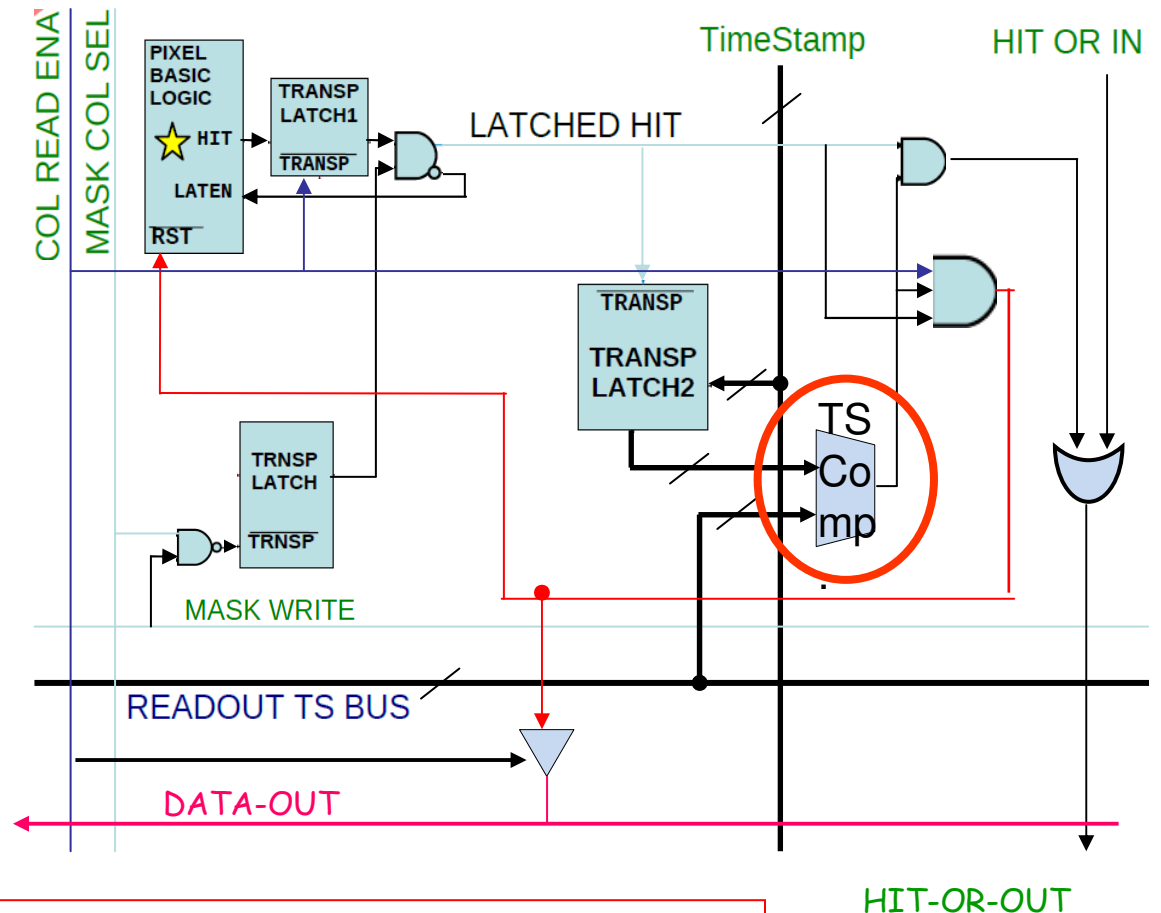 COL READ ENA
MASK COL SEL
PIXEL
BASIC
LOGIC
HIT
LATEN
RST
TRANSP
LATCH1
TRANSP
LATCHED HIT
TimeStamp
HIT OR IN
TRANSP
TRANSP
LATCH2
TS
Co
mp
.
TRNSP
LATCH
TRNSP
MASK WRITE
READOUT TS BUS
DATA-OUT
HIT-OR-OUT